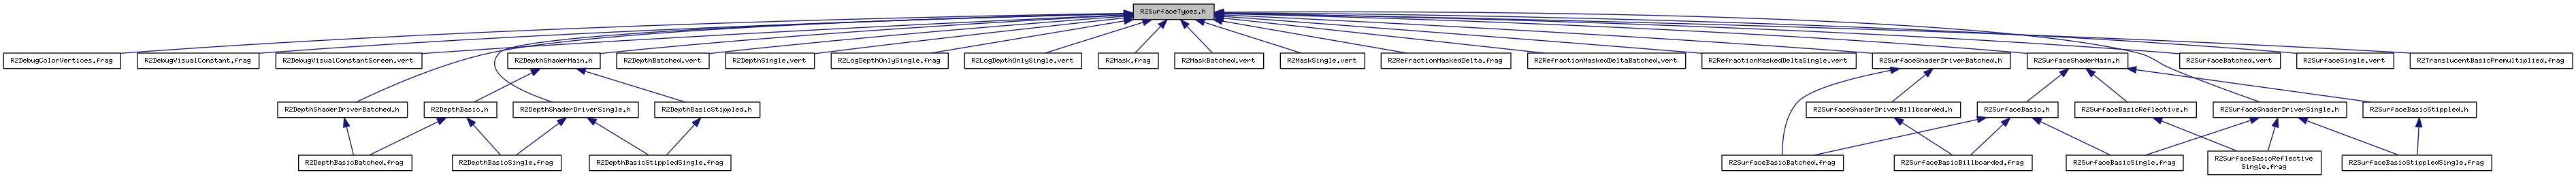 R2SurfaceTypes.h
R2DebugColorVertices.frag
R2DebugVisualConstant.frag
R2DebugVisualConstantScreen.vert
R2DepthShaderMain.h
R2DepthBatched.vert
R2DepthSingle.vert
R2LogDepthOnlySingle.frag
R2LogDepthOnlySingle.vert
R2Mask.frag
R2MaskBatched.vert
R2MaskSingle.vert
R2RefractionMaskedDelta.frag
R2RefractionMaskedDeltaBatched.vert
R2RefractionMaskedDeltaSingle.vert
R2SurfaceShaderDriverBatched.h
R2SurfaceShaderMain.h
R2SurfaceBatched.vert
R2SurfaceSingle.vert
R2TranslucentBasicPremultiplied.frag
R2DepthShaderDriverBatched.h
R2DepthBasic.h
R2DepthShaderDriverSingle.h
R2DepthBasicStippled.h
R2SurfaceShaderDriverBillboarded.h
R2SurfaceBasic.h
R2SurfaceBasicReflective.h
R2SurfaceShaderDriverSingle.h
R2SurfaceBasicStippled.h
R2DepthBasicBatched.frag
R2DepthBasicSingle.frag
R2DepthBasicStippledSingle.frag
R2SurfaceBasicBatched.frag
R2SurfaceBasicBillboarded.frag
R2SurfaceBasicSingle.frag
R2SurfaceBasicReflective
Single.frag
R2SurfaceBasicStippledSingle.frag